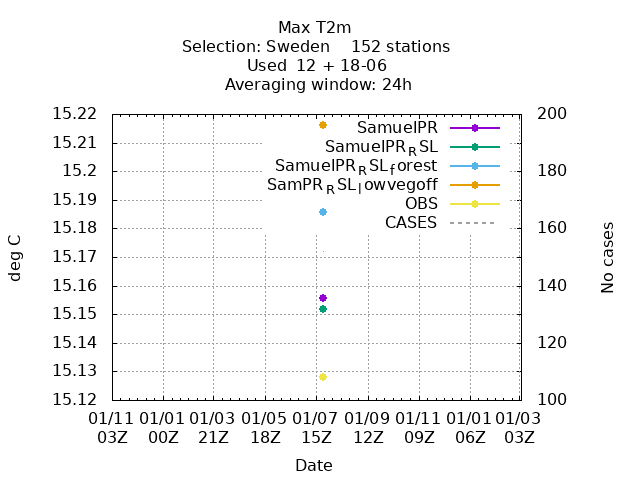 Max T2m
Selection: Sweden    152 stations
Used  12 + 18-06
Averaging window: 24h
15.22
15.21
15.2
15.19
15.18
15.17
15.16
15.15
15.14
15.13
15.12
200
180
160
140
120
100
deg C
No cases
SamuelPR
SamuelPR_RSL
SamuelPR_RSL_forest
SamPR_RSL_lowvegoff
OBS
CASES
01/11 01/01 01/03 01/05 01/07 01/09 01/11 01/01 01/03
03Z 00Z 21Z 18Z 15Z 12Z 09Z 06Z 03Z
Date